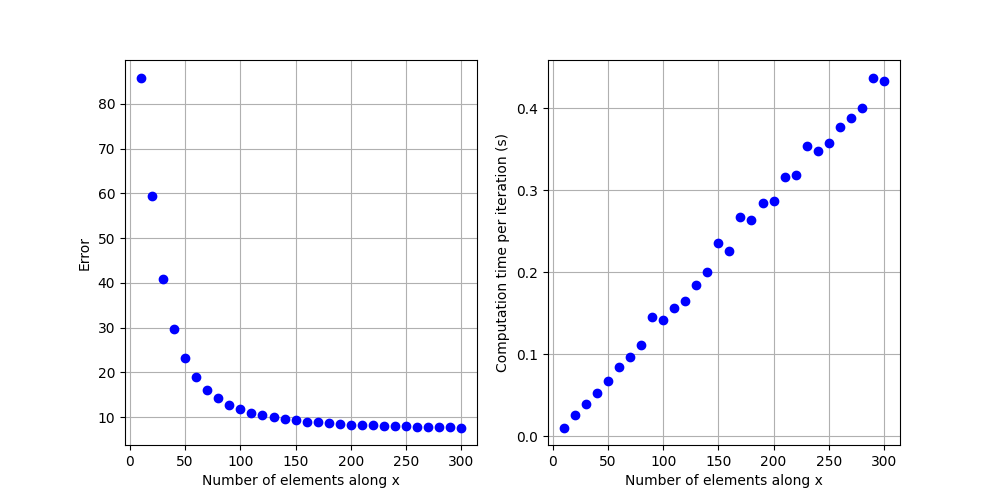 Error
80
70
60
50
40
30
20
10
0 50 100 150 200 250 300
Number of elements along x
Computation time per iteration (s)
0.4
0.3
0.2
0.1
0.0
0 50 100 150 200 250 300
Number of elements along x